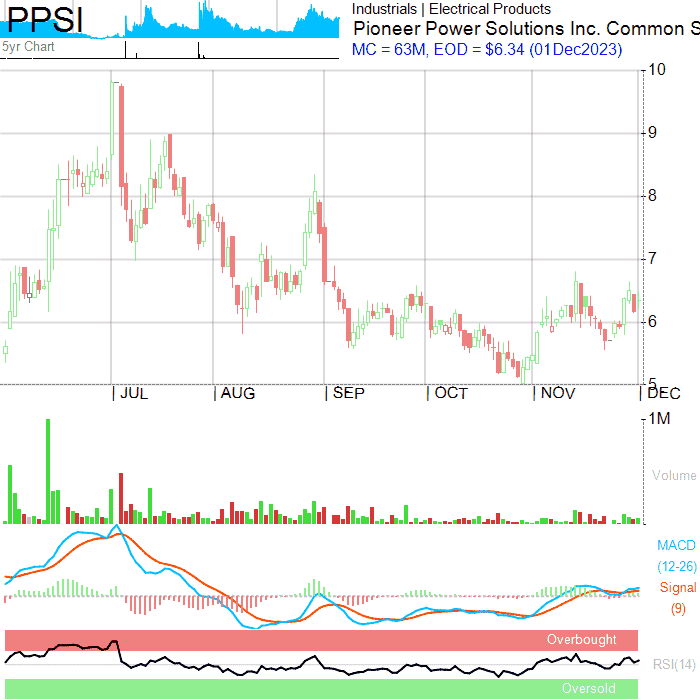 PPSI
5yr Chart
Industrials | Electrical Products
Pioneer Power Solutions Inc. Common S
MC = 63M, EOD = $6.34 (01Dec2023)
10
9
8
7
6
5
JUL AUG SEP OCT NOV DEC
1M
Volume
MACD
(12-26)
Signal
(9)
Overbought
RSI(14)
Oversold